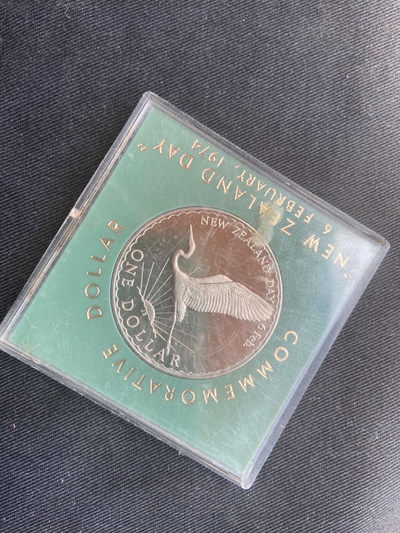 "NEW ZEALAND DAY"
6 FEBRUARY, 1974
NEW ZEALAND DAY 6 Feb.
ONE DOLLAR
COMMEMORATIVE DOLLAR